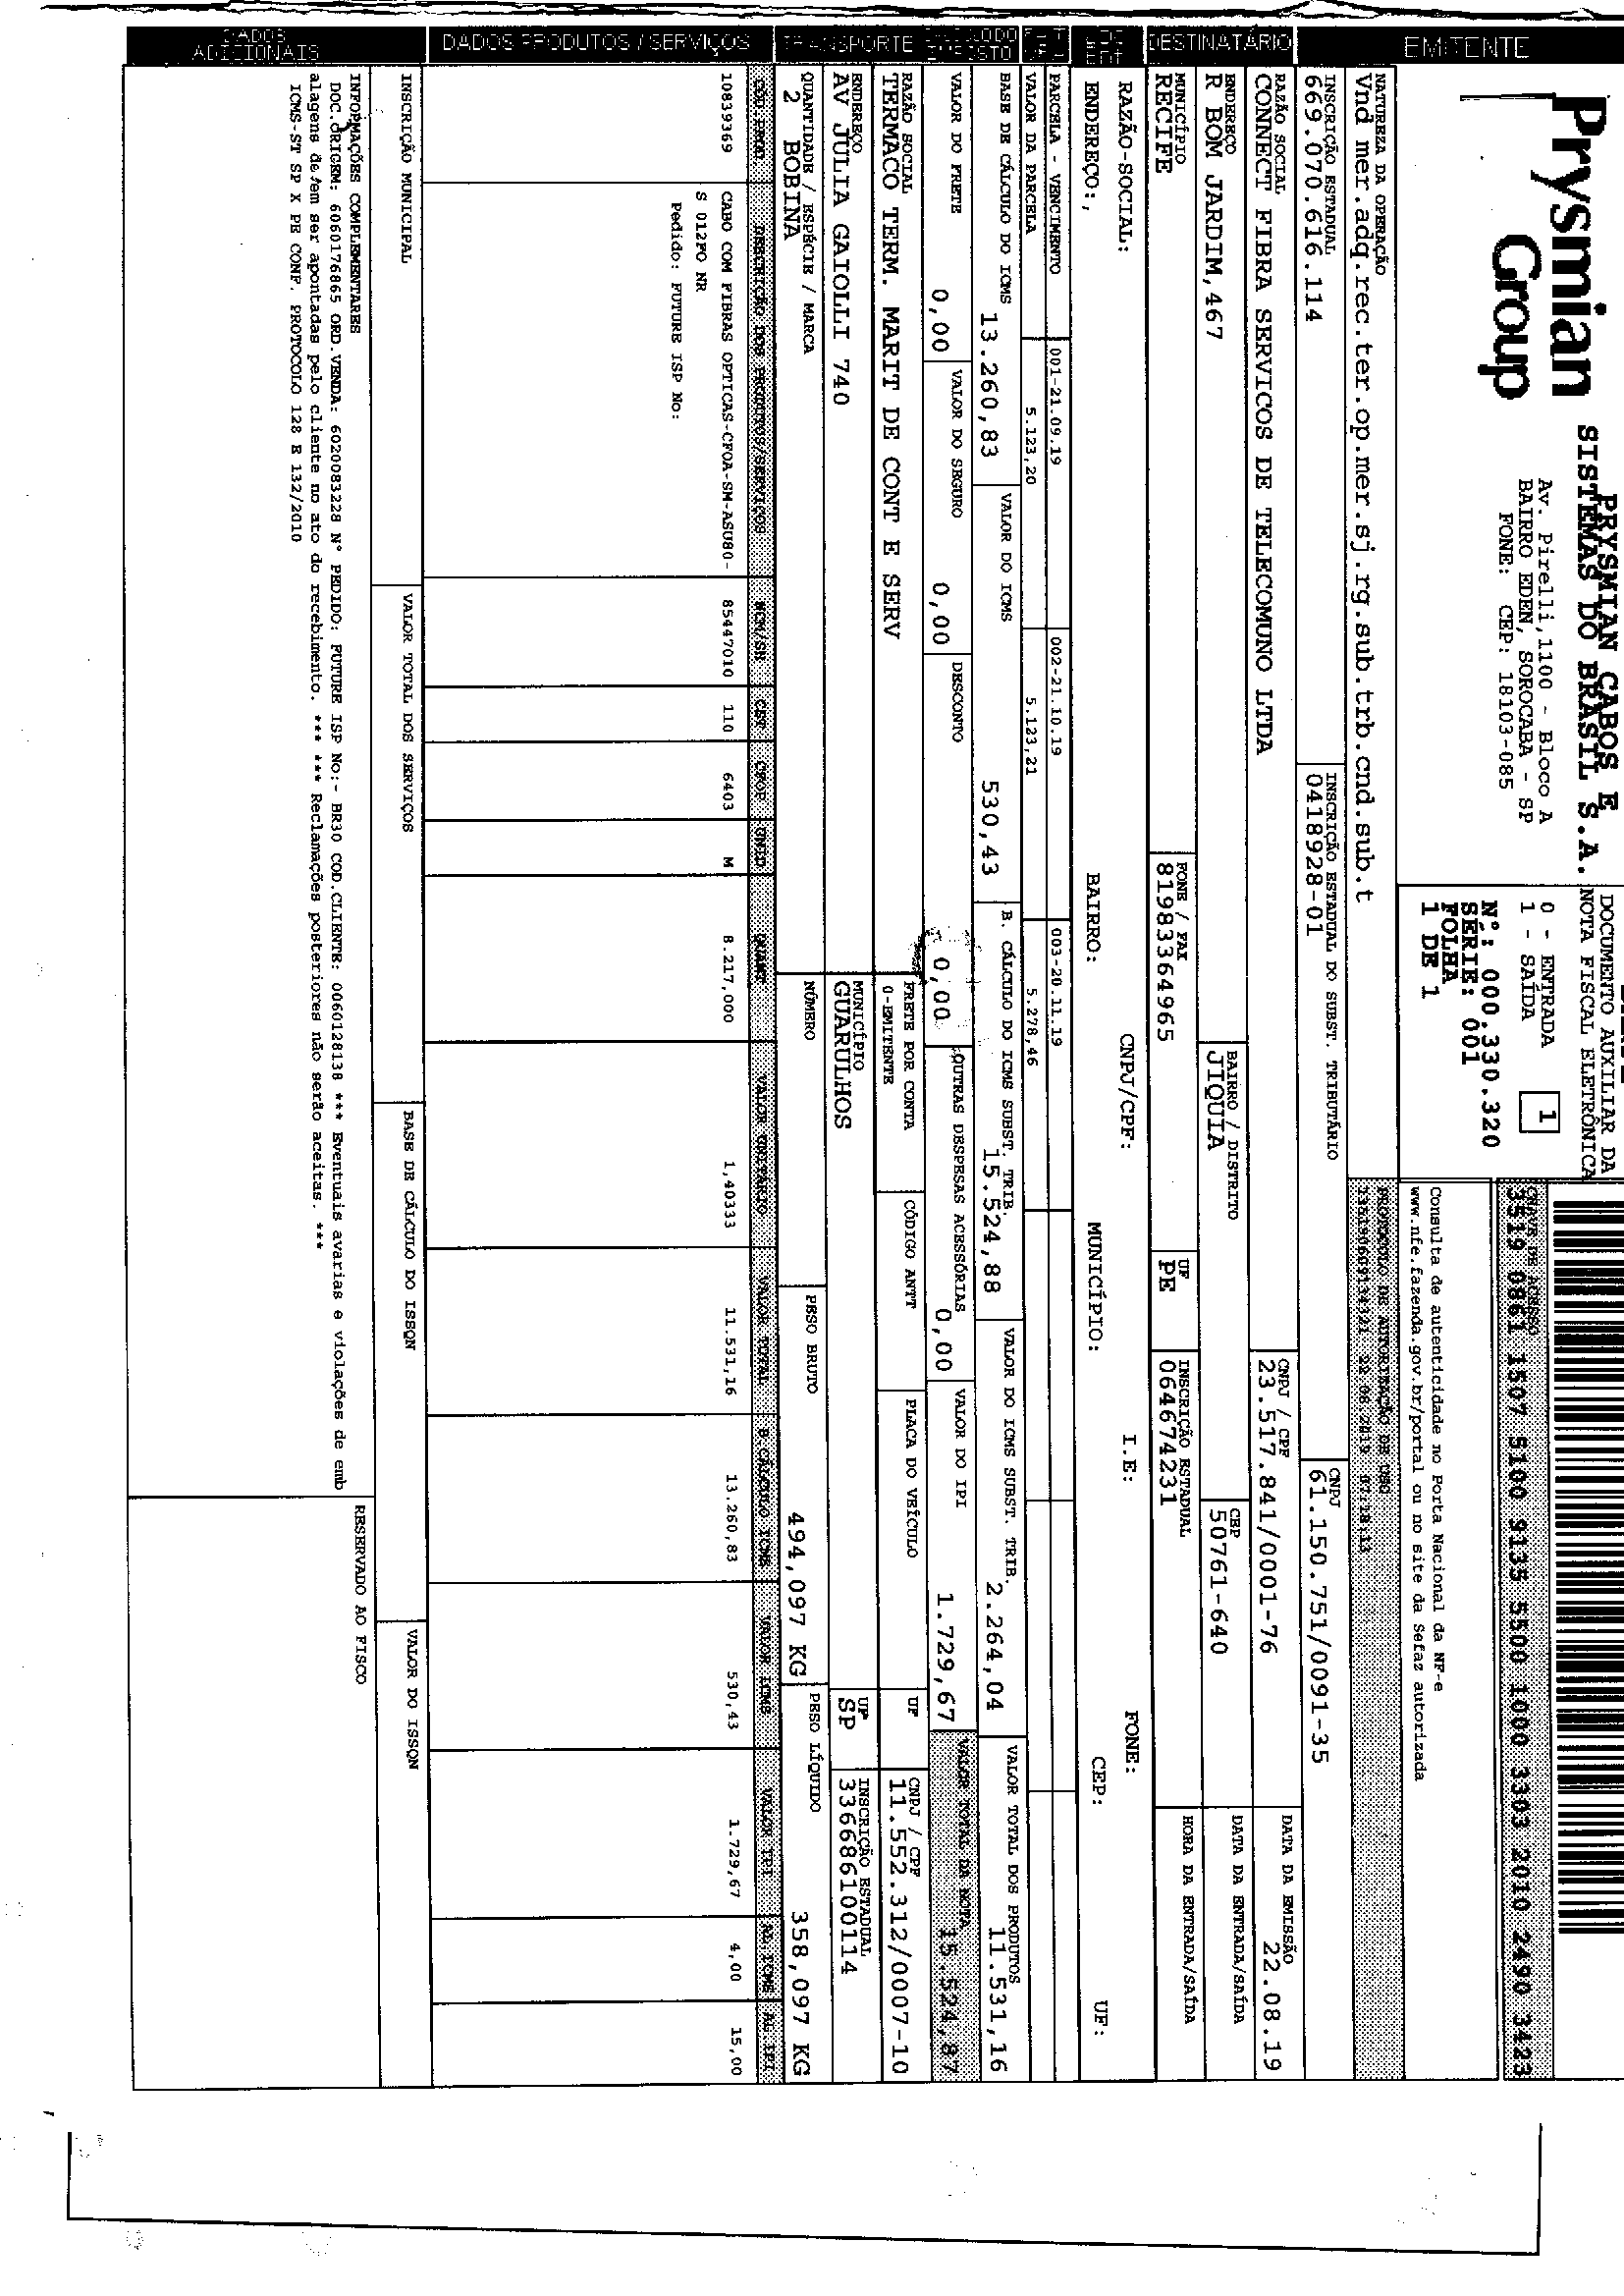 Prysmian
Group
PRYSMIAN CABOS E
SISTEMAS DO BRASIL S.A.
Av. Pirelli,1100 - Bloco A
BAIRRO EDEN, SOROCABA - SP
FONE: CEP: 18103-085
DOCUMENTO AUXILIAR DA
NOTA FISCAL ELETRÔNICA
0 - ENTRADA
1 - SAÍDA
1
N°: 000.330.320
SÉRIE: 001
FOLHA
1 DE 1
CHAVE DE ACESSO
3519 0861 1507 5100 9135 5500 1000 3303 2010 2490 3423
Consulta de autenticidade no Porta Nacional da NF-e
www.nfe.fazenda.gov.br/portal ou no site da Sefaz autorizada
EMITENTE
NATUREZA DA OPERAÇÃO
Vnd mer.adq.rec.ter.op.mer.sj.rg.sub.trb.cnd.sub.t
PROTOCOLO DE AUTORIZAÇÃO DE USO
22.08.2019 07:18:13
INSCRIÇÃO ESTADUAL
669.070.616.114
INSCRIÇÃO ESTADUAL DO SUBST. TRIBUTÁRIO
0418928-01
CNPJ
61.150.751/0091-35
DESTINATÁRIO
RAZÃO SOCIAL
CONNECT FIBRA SERVICOS DE TELECOMUNO LTDA
CNPJ / CPF
23.517.841/0001-76
DATA DA EMISSÃO
22.08.19
ENDEREÇO
R BOM JARDIM,467
BAIRRO / DISTRITO
JIQUIA
CEP
50761-640
DATA DA ENTRADA/SAÍDA
MUNICÍPIO
RECIFE
FONE / FAX
81983364965
UF
PE
INSCRIÇÃO ESTADUAL
064674231
HORA DA ENTRADA/SAÍDA
RAZÃO-SOCIAL: CNPJ/CPF: I.E: FONE:
ENDEREÇO:, BAIRRO: MUNICÍPIO: CEP: UF:
PARCELA - VENCIMENTO 001-21.09.19 002-21.10.19 003-20.11.19
VALOR DA PARCELA 5.123,20 5.123,21 5.278,46
BASE DE CÁLCULO DO ICMS
13.260,83
VALOR DO ICMS
530,43
B. CÁLCULO DO ICMS SUBST. TRIB.
15.524,88
VALOR DO ICMS SUBST. TRIB.
2.264,04
VALOR TOTAL DOS PRODUTOS
11.531,16
VALOR DO FRETE
0,00
VALOR DO SEGURO
0,00
DESCONTO
0,00
OUTRAS DESPESAS ACESSÓRIAS
0,00
VALOR DO IPI
1.729,67
VALOR TOTAL DA NOTA
15.524,87
TRANSPORTE
RAZÃO SOCIAL
TERMACO TERM. MARIT DE CONT E SERV
FRETE POR CONTA
0-EMITENTE
CÓDIGO ANTT
PLACA DO VEÍCULO
UF
CNPJ / CPF
11.552.312/0007-10
ENDEREÇO
AV JULIA GAIOLLI 740
MUNICÍPIO
GUARULHOS
UF
SP
INSCRIÇÃO ESTADUAL
336686100114
QUANTIDADE / ESPÉCIE / MARCA
2 BOBINA
NÚMERO
PESO BRUTO
494,097 KG
PESO LÍQUIDO
358,097 KG
DADOS PRODUTOS / SERVIÇOS
CÓD. PROD. DESCRIÇÃO DOS PRODUTOS/SERVIÇOS NCM/SH CST CFOP UNID QUANT VALOR UNITÁRIO VALOR TOTAL B.CÁLCULO ICMS VALOR ICMS VALOR IPI AL.ICMS AL.IPI
10839369 CABO COM FIBRAS OPTICAS-CFOA-SM-ASU80- 85447010 110 6403 M 8.217,000 1,40333 11.531,16 13.260,83 530,43 1.729,67 4,00 15,00
S 012FO NR
Pedido: FUTURE ISP No:
INSCRIÇÃO MUNICIPAL
VALOR TOTAL DOS SERVIÇOS
BASE DE CÁLCULO DO ISSQN
VALOR DO ISSQN
DADOS
ADICIONAIS
INFORMAÇÕES COMPLEMENTARES
DOC.ORIGEM: 6060176865 ORD.VENDA: 6020083228 N° PEDIDO: FUTURE ISP No:- BR30 COD.CLIENTE: 0060128138 *** Eventuais avarias e violações de emb
alagens devem ser apontadas pelo cliente no ato do recebimento. *** *** Reclamações posteriores não serão aceitas. ***
ICMS-ST SP X PE CONF. PROTOCOLO 128 E 132/2010
RESERVADO AO FISCO